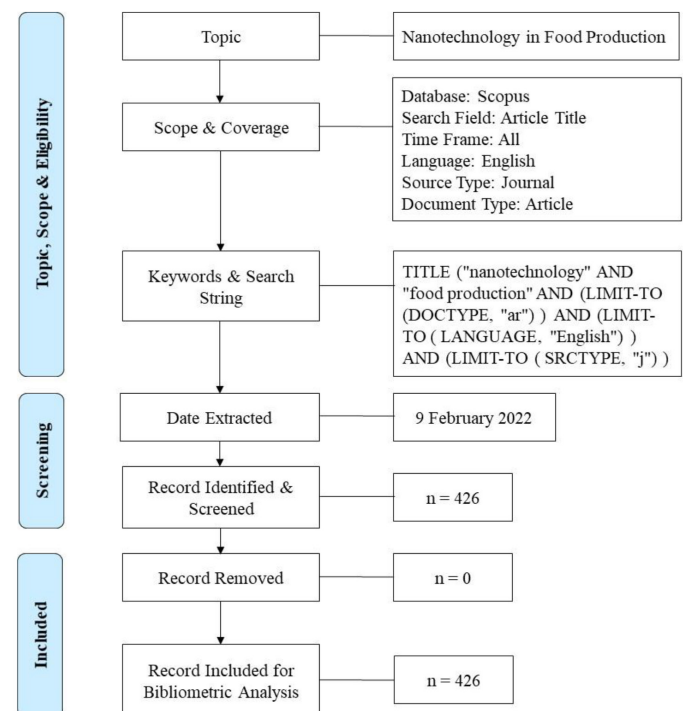 Topic, Scope & Eligibility
Topic
Nanotechnology in Food Production
Scope & Coverage
Database: Scopus
Search Field: Article Title
Time Frame: All
Language: English
Source Type: Journal
Document Type: Article
Keywords & Search
String
TITLE ("nanotechnology" AND
"food production" AND (LIMIT-TO
(DOCTYPE, "ar") ) AND (LIMIT-
TO ( LANGUAGE, "English") )
AND (LIMIT-TO ( SRCTYPE, "j") )
Screening
Date Extracted
9 February 2022
Record Identified &
Screened
n = 426
Included
Record Removed
n = 0
Record Included for
Bibliometric Analysis
n = 426